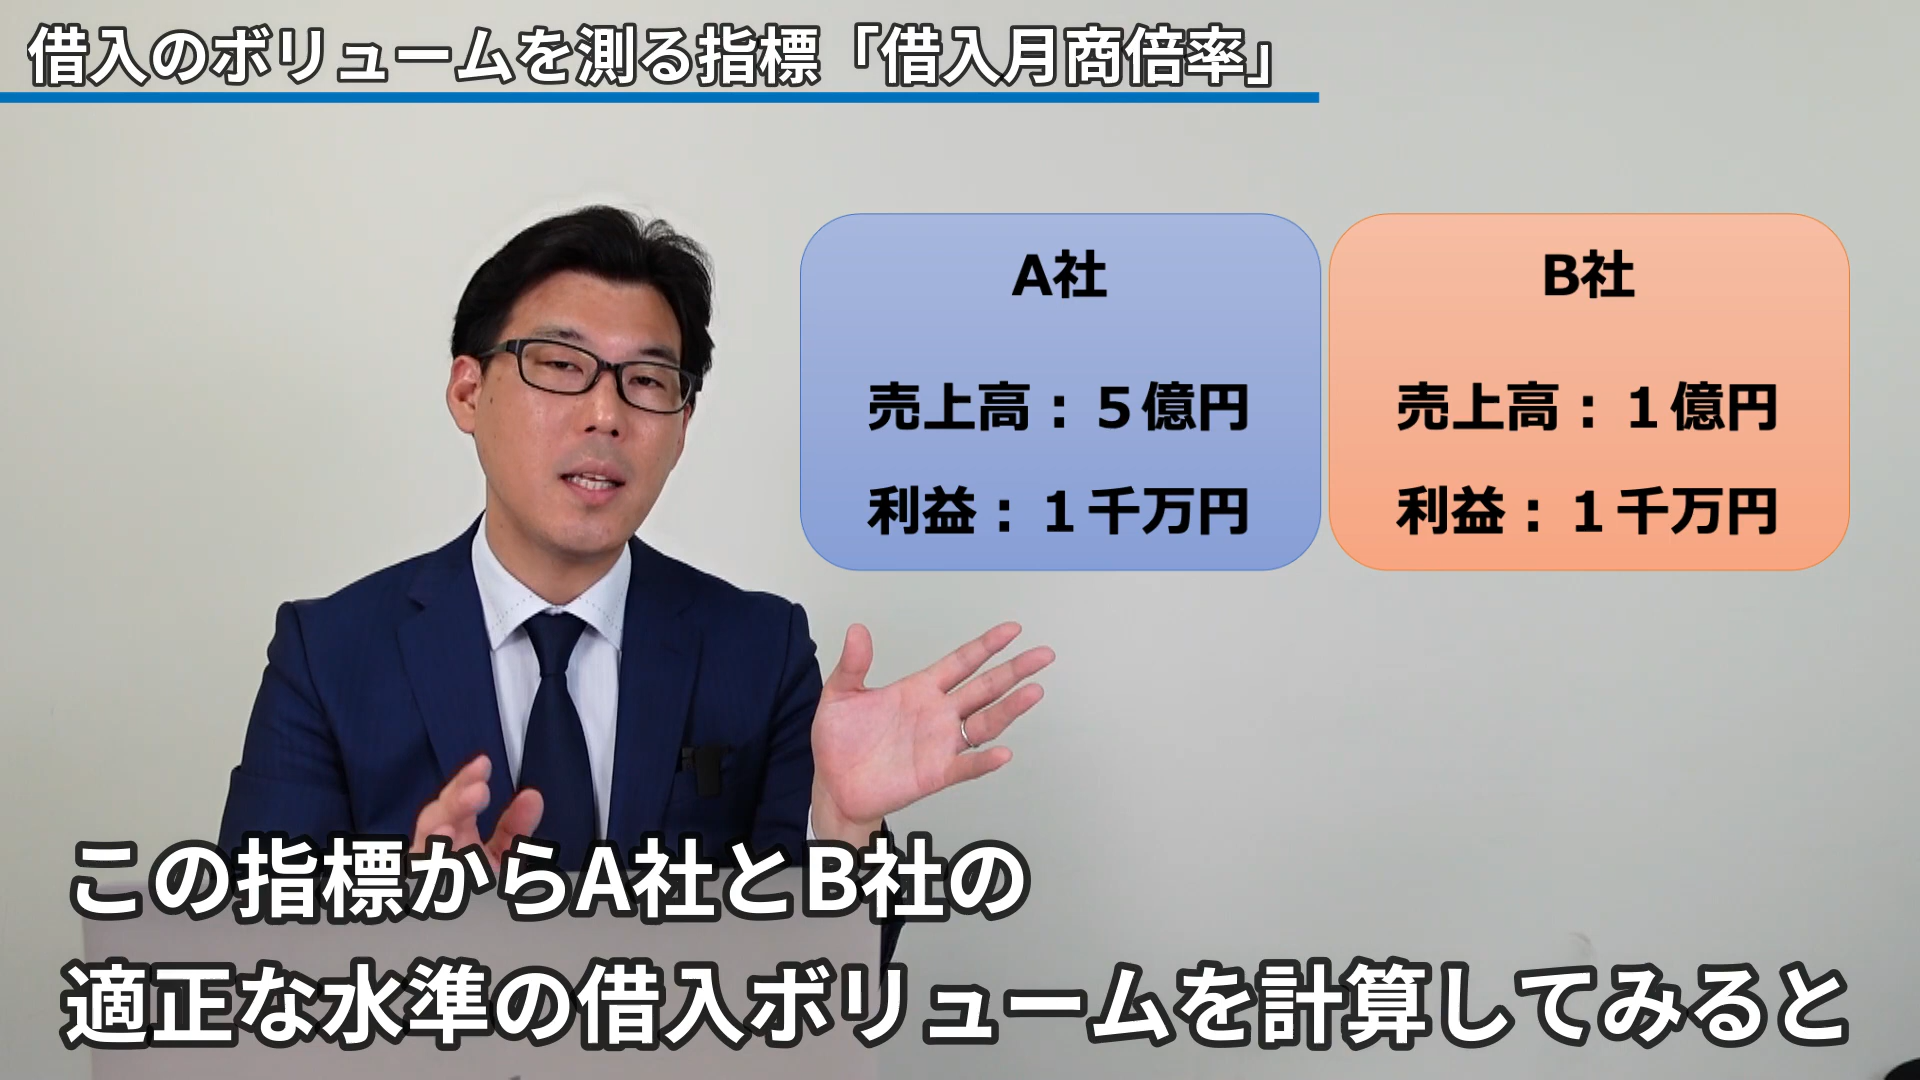 借入のボリュームを測る指標「借入月商倍率」
A社
売上高：５億円
利益：１千万円
B社
売上高：１億円
利益：１千万円
この指標からA社とB社の
適正な水準の借入ボリュームを計算してみると